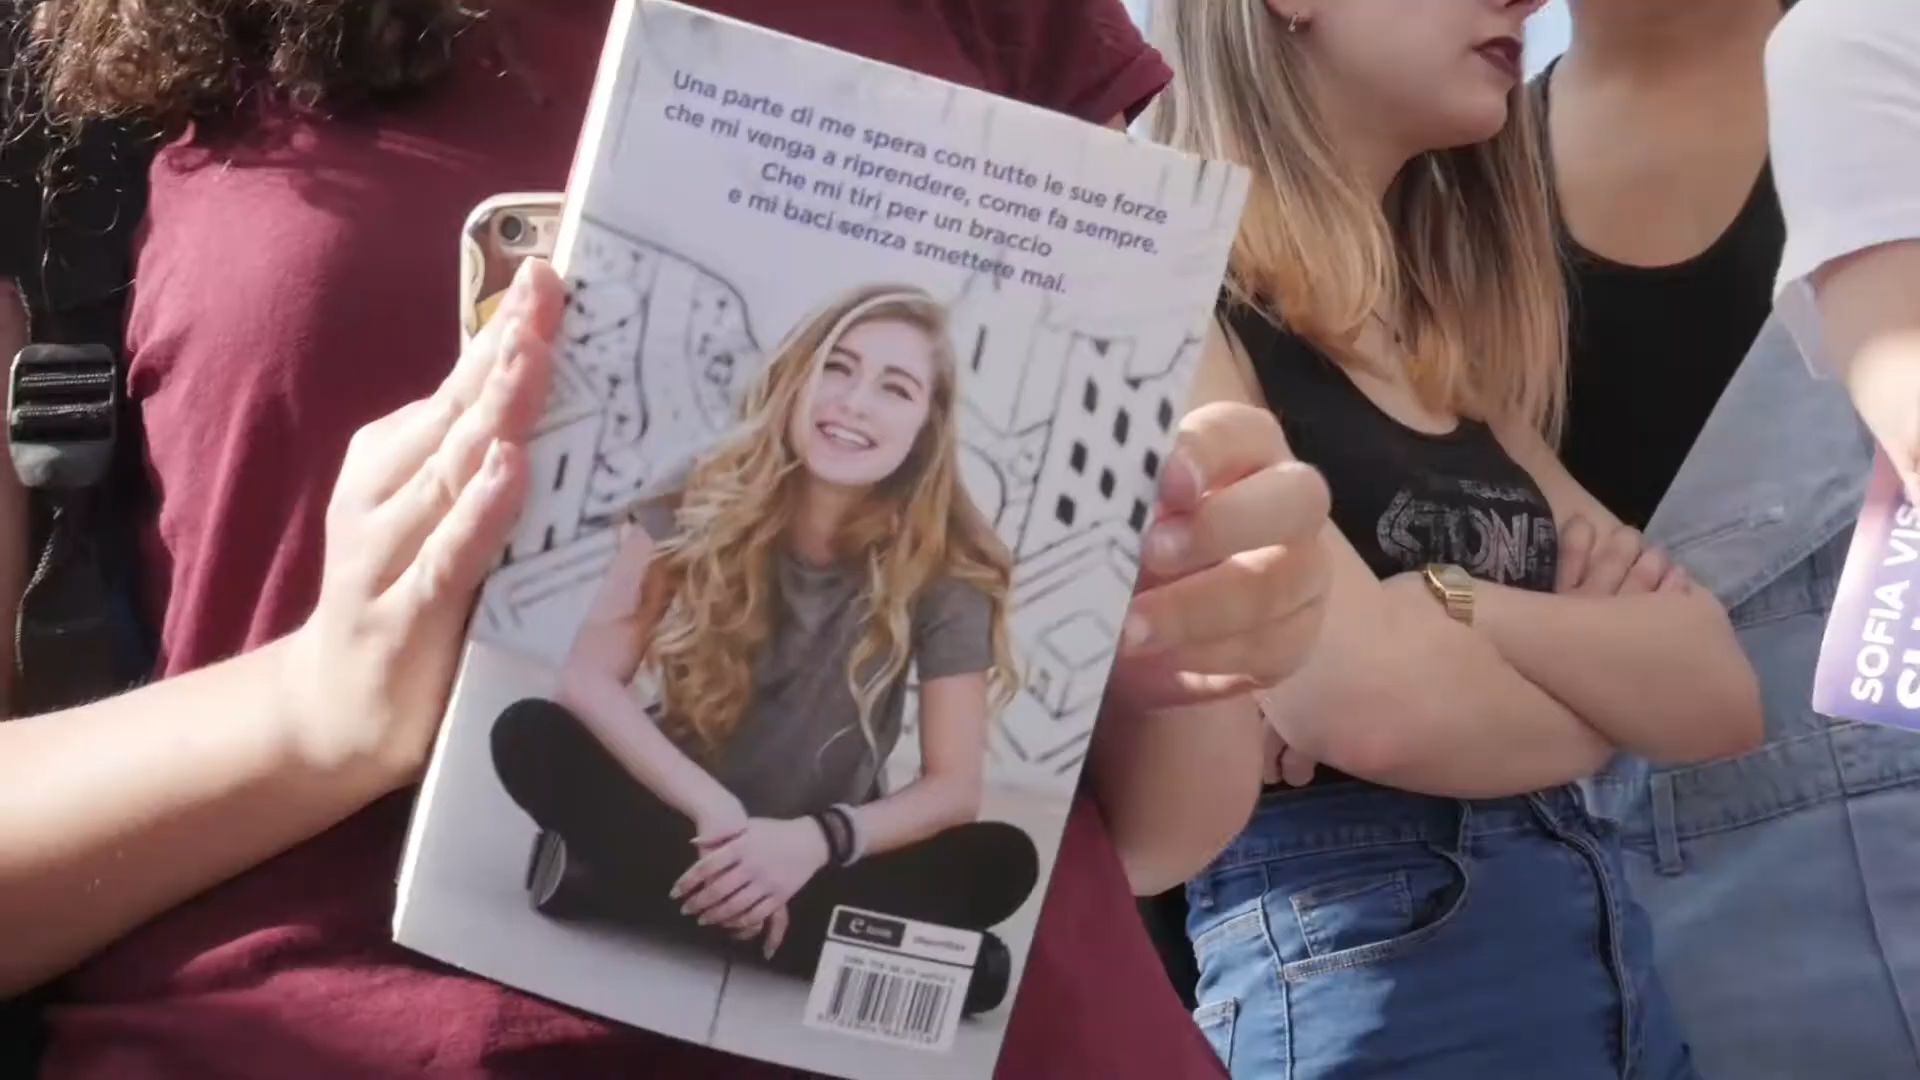 Una parte di me spera con tutte le sue forze
che mi venga a riprendere, come fa sempre.
Che mi tiri per un braccio
e mi baci senza smettere mai.
SOFIA VIS